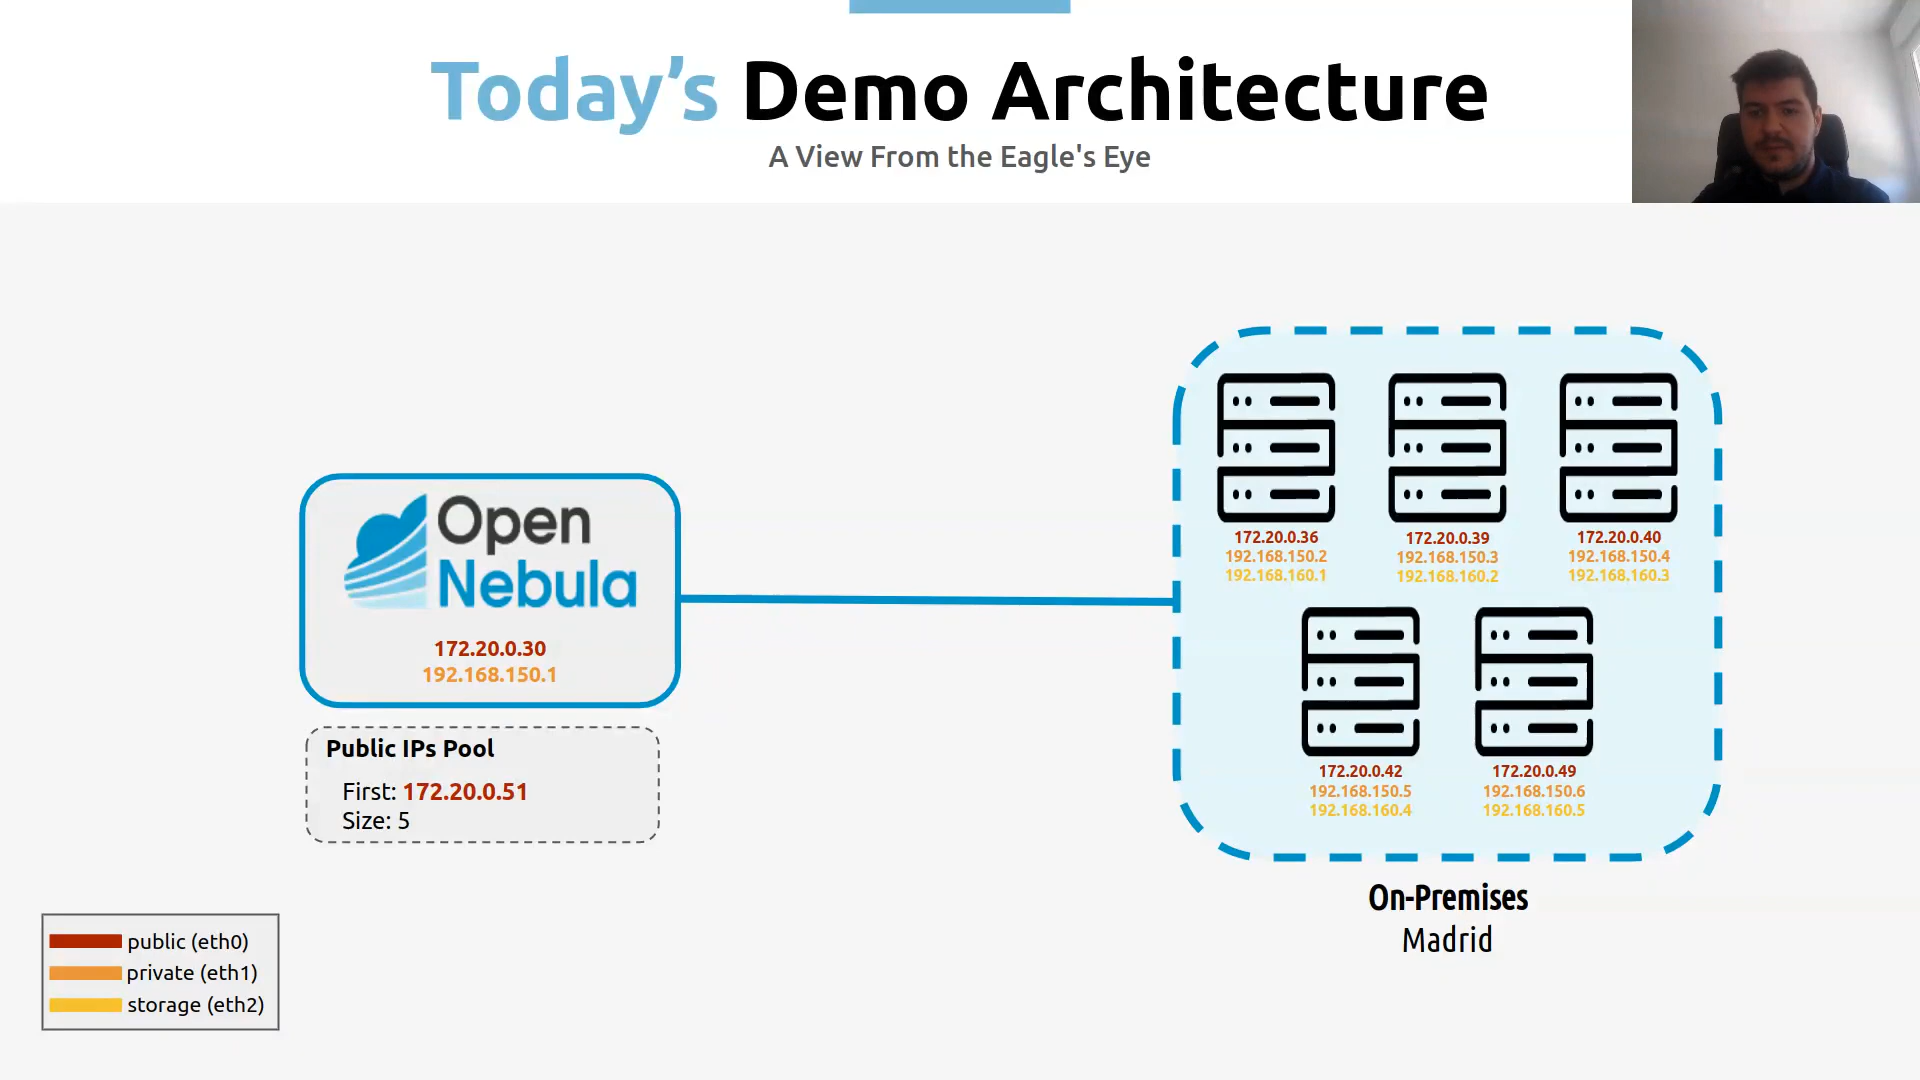 Today's Demo Architecture
A View From the Eagle's Eye
Open
Nebula
172.20.0.30
192.168.150.1
Public IPs Pool
First: 172.20.0.51
Size: 5
172.20.0.36
192.168.150.2
192.168.160.1
172.20.0.39
192.168.150.3
192.168.160.2
172.20.0.40
192.168.150.4
192.168.160.3
172.20.0.42
192.168.150.5
192.168.160.4
172.20.0.49
192.168.150.6
192.168.160.5
On-Premises
Madrid
public (eth0)
private (eth1)
storage (eth2)